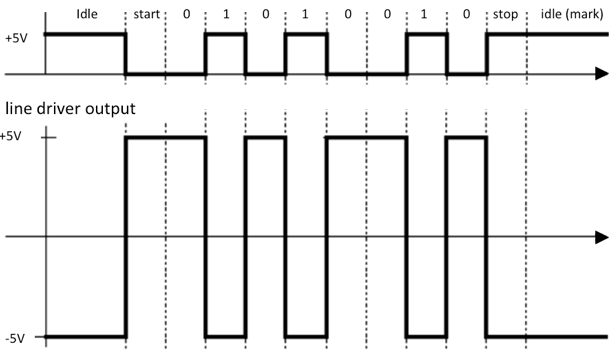 Idle start 0 1 0 1 0 0 1 0 stop idle (mark)
+5V
line driver output
+5V
-5V